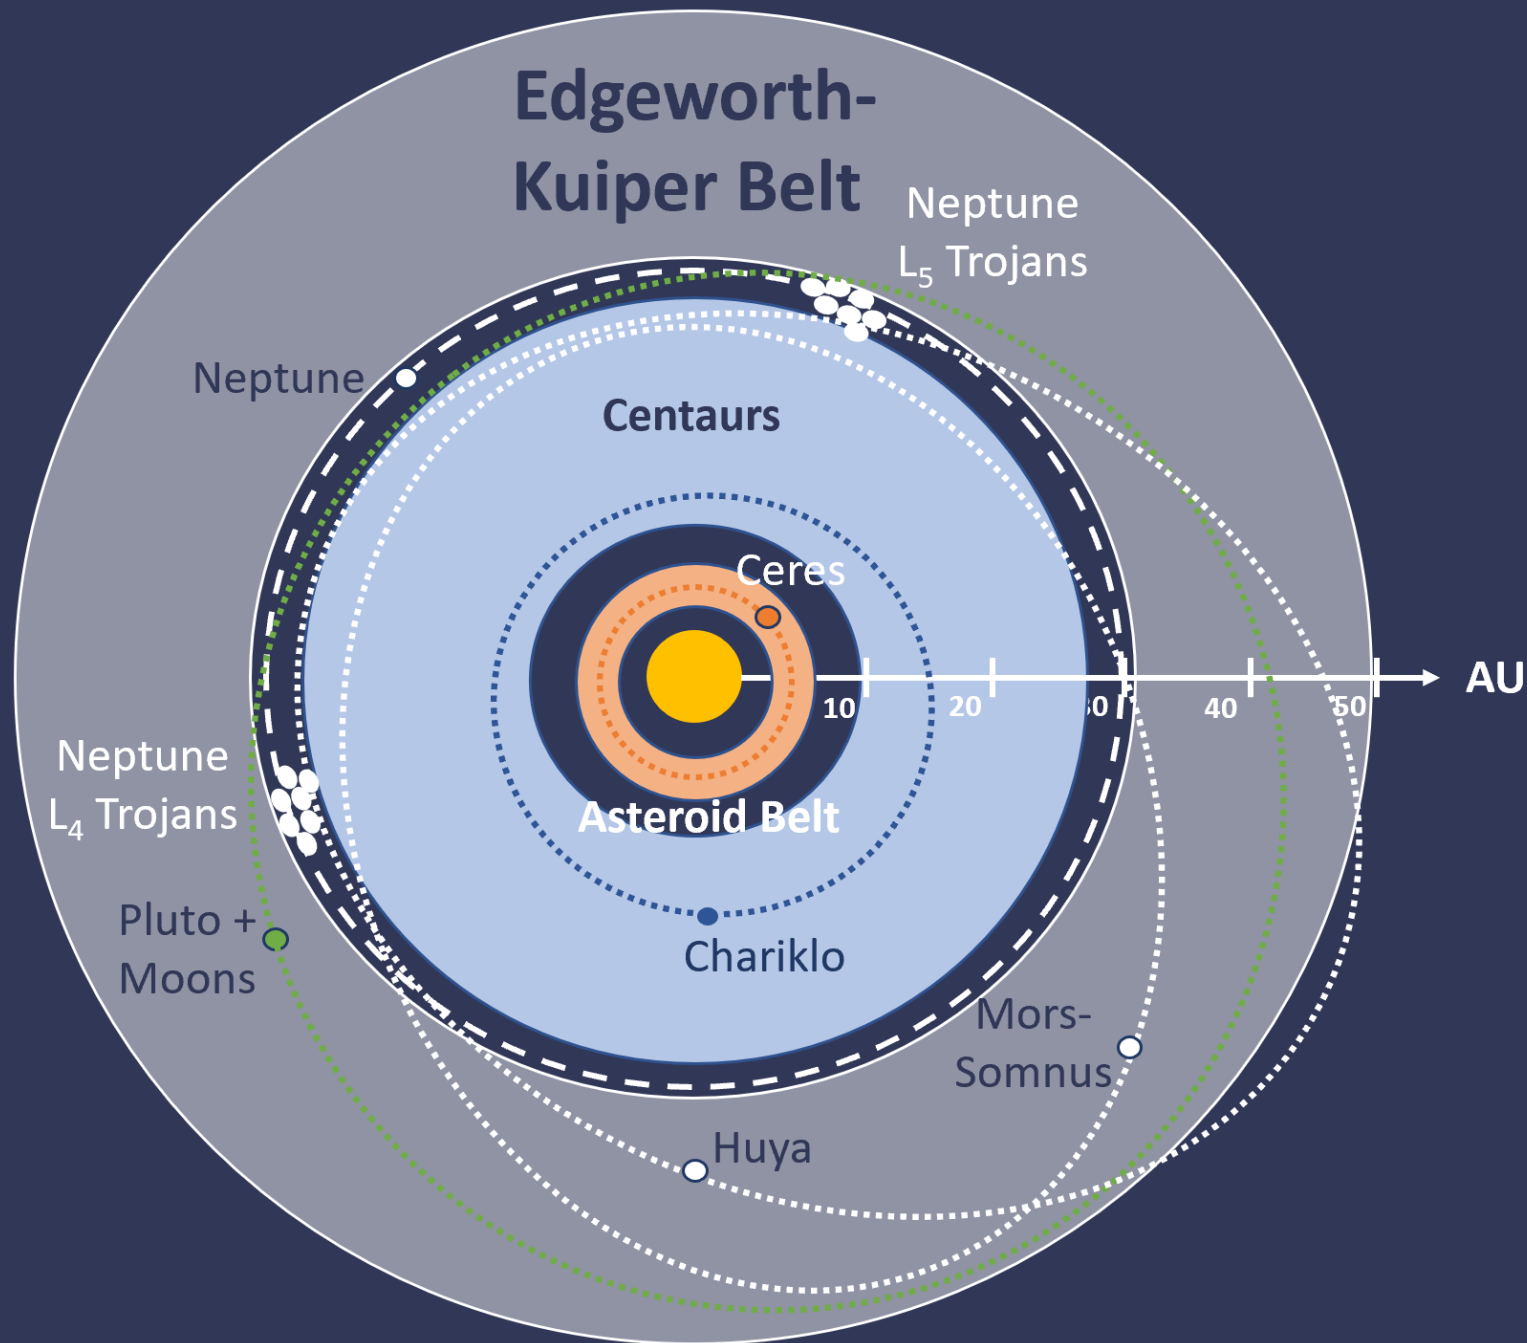 Edgeworth-
Kuiper Belt
Neptune
L₅ Trojans
Neptune
Centaurs
Ceres
AU
10
20
30
40
50
Neptune
L₄ Trojans
Asteroid Belt
Pluto +
Moons
Chariklo
Mors-
Somnus
Huya